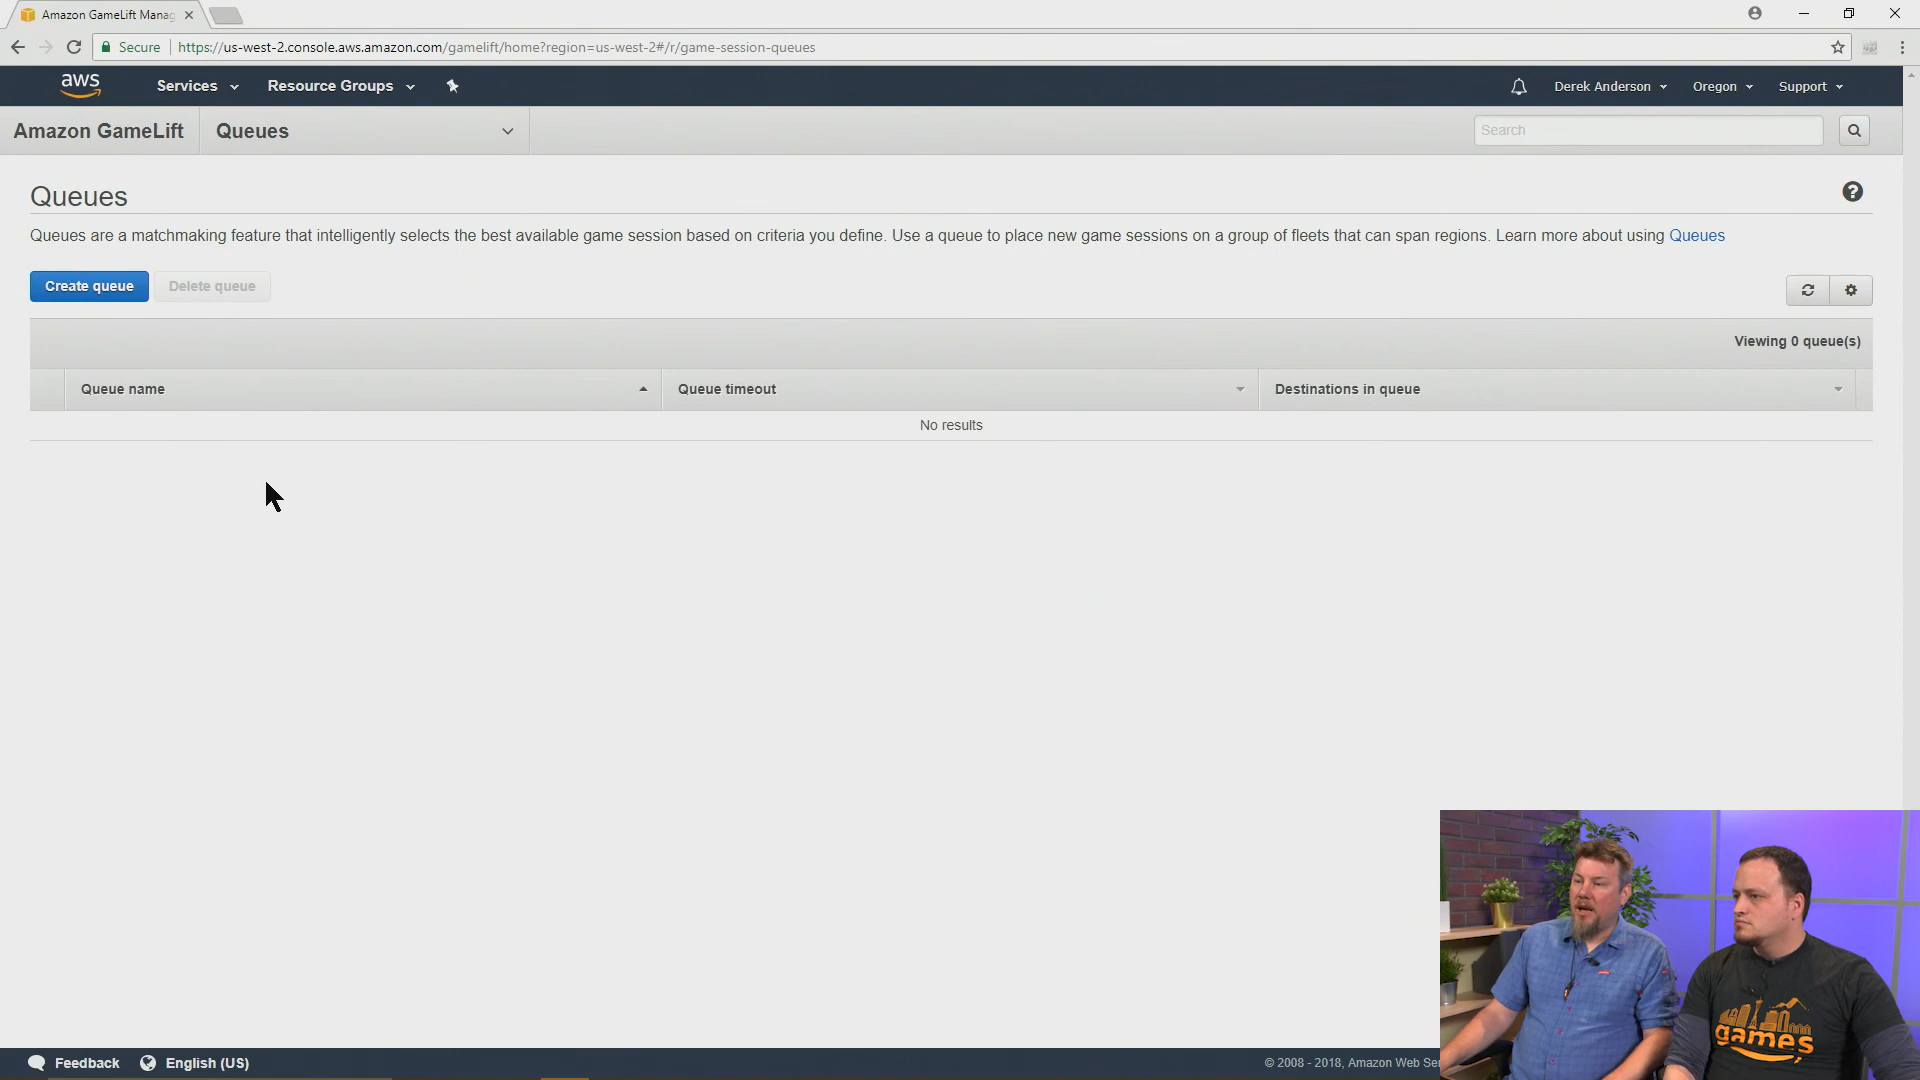 Amazon GameLift Manag
Secure
https://us-west-2.console.aws.amazon.com/gamelift/home?region=us-west-2#/r/game-session-queues
aws
Services
Resource Groups
Derek Anderson
Oregon
Support
Amazon GameLift
Queues
Search
Queues
Queues are a matchmaking feature that intelligently selects the best available game session based on criteria you define. Use a queue to place new game sessions on a group of fleets that can span regions. Learn more about using Queues
Create queue
Delete queue
Viewing 0 queue(s)
Queue name
Queue timeout
Destinations in queue
No results
games
Feedback
English (US)
© 2008 - 2018, Amazon Web Ser